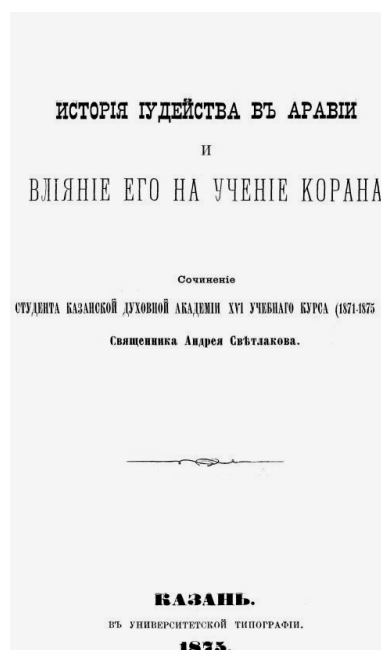 ИСТОРІЯ ІУДЕЙСТВА ВЪ АРАВІИ
И
ВЛІЯНІЕ ЕГО НА УЧЕНІЕ КОРАНА
Сочиненіе
СТУДЕНТА КАЗАНСКОЙ ДУХОВНОЙ АКАДЕМІИ XVI УЧЕБНАГО КУРСА (1871-1875
Священника Андрея Свѣтлакова.
КАЗАНЬ.
ВЪ УНИВЕРСИТЕТСКОЙ ТИПОГРАФІИ.
1875.